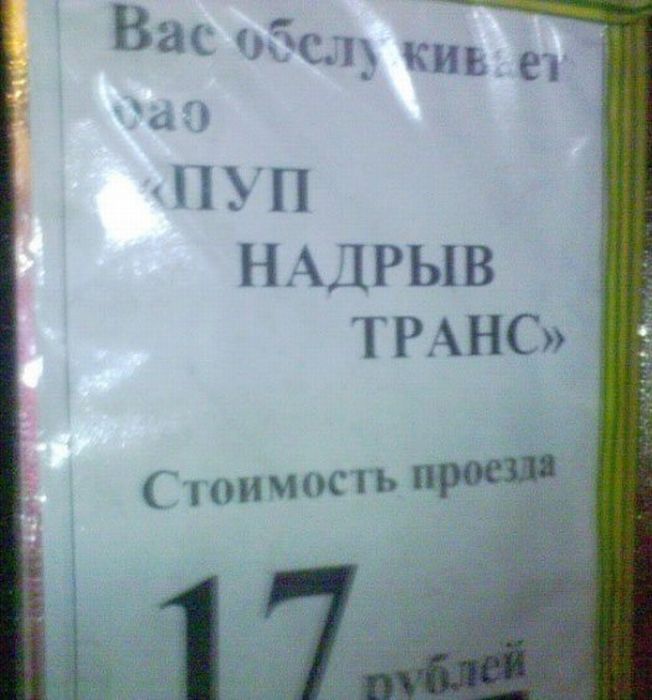 Вас обслуживает
оао
«ПУП
НАДРЫВ
ТРАНС»
Стоимость проезда
17 рублей